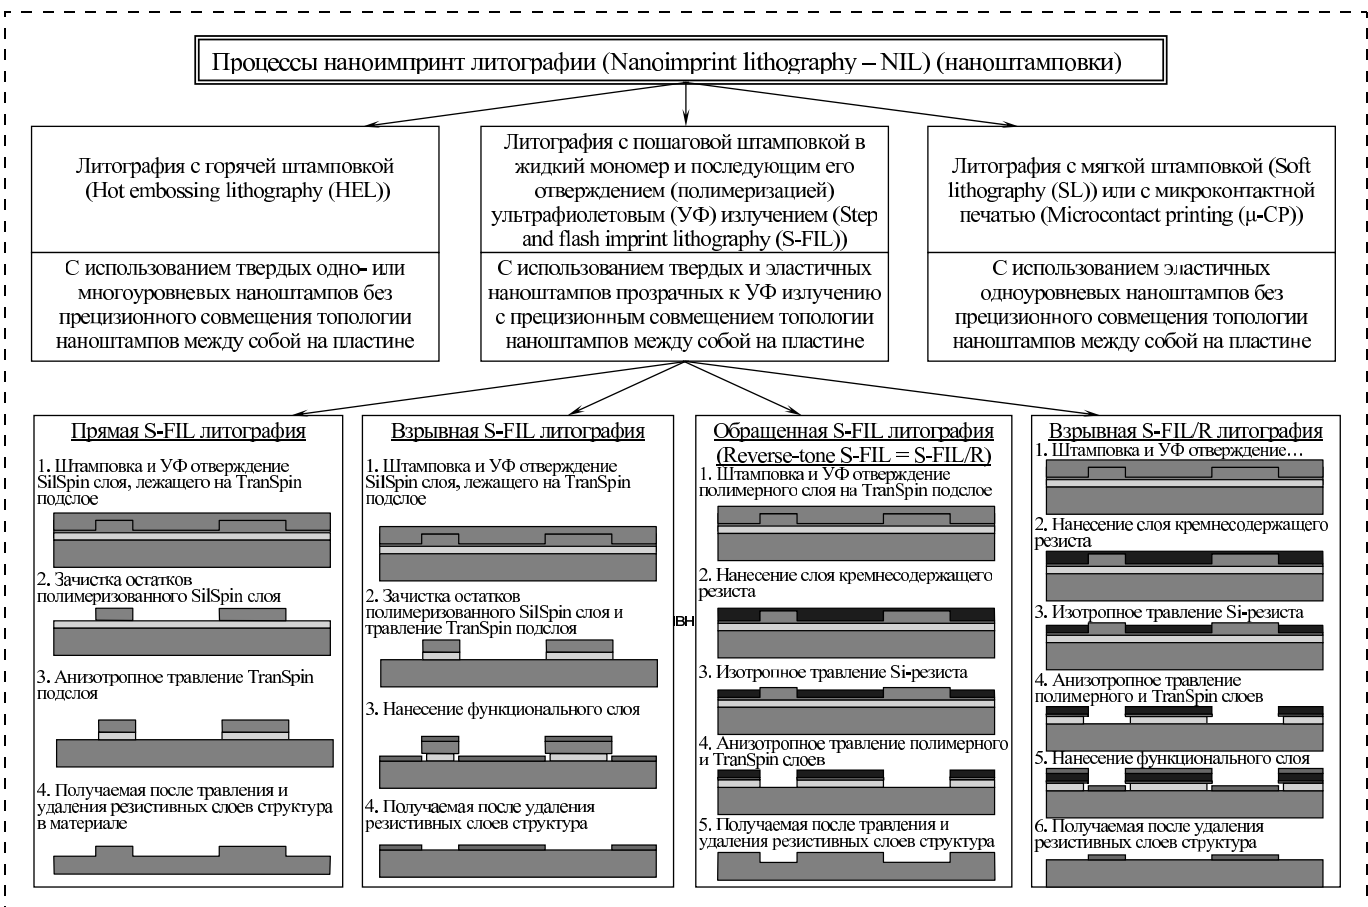 Процессы наноимпринт литографии (Nanoimprint lithography – NIL) (наноштамповки)
Литография с горячей штамповкой
(Hot embossing lithography (HEL))
С использованием твердых одно- или
многоуровневых наноштампов без
прецизионного совмещения топологии
наноштампов между собой на пластине
Литография с пошаговой штамповкой в
жидкий мономер и последующим его
отверждением (полимеризацией)
ультрафиолетовым (УФ) излучением (Step
and flash imprint lithography (S-FIL))
С использованием твердых и эластичных
наноштампов прозрачных к УФ излучению
с прецизионным совмещением топологии
наноштампов между собой на пластине
Литография с мягкой штамповкой (Soft
lithography (SL)) или с микроконтактной
печатью (Microcontact printing (μ-CP))
С использованием эластичных
одноуровневых наноштампов без
прецизионного совмещения топологии
наноштампов между собой на пластине
Прямая S-FIL литография
1. Штамповка и УФ отверждение
SilSpin слоя, лежащего на TranSpin
подслое
2. Зачистка остатков
полимеризованного SilSpin слоя
3. Анизотропное травление TranSpin
подслоя
4. Получаемая после травления и
удаления резистивных слоев структура
в материале
Взрывная S-FIL литография
1. Штамповка и УФ отверждение
SilSpin слоя, лежащего на TranSpin
подслое
2. Зачистка остатков
полимеризованного SilSpin слоя и
травление TranSpin подслоя
3. Нанесение функционального слоя
4. Получаемая после удаления
резистивных слоев структура
ІВН
Обращенная S-FIL литография
(Reverse-tone S-FIL = S-FIL/R)
1. Штамповка и УФ отверждение
полимерного слоя на TranSpin подслое
2. Нанесение слоя кремнесодержащего
резиста
3. Изотропное травление Si-резиста
4. Анизотропное травление полимерного
и TranSpin слоев
5. Получаемая после травления и
удаления резистивных слоев структура
Взрывная S-FIL/R литография
1. Штамповка и УФ отверждение…
2. Нанесение слоя кремнесодержащего
резиста
3. Изотропное травление Si-резиста
4. Анизотропное травление
полимерного и TranSpin слоев
5. Нанесение функционального слоя
6. Получаемая после удаления
резистивных слоев структура